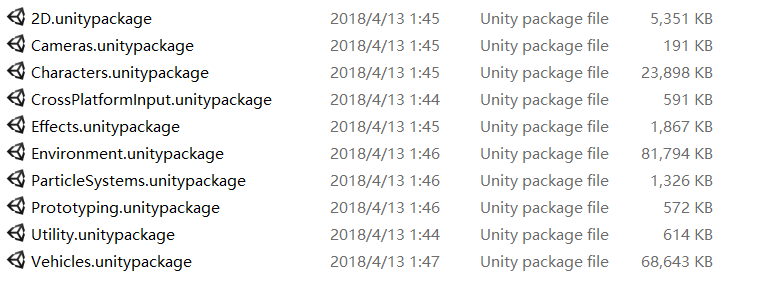 2D.unitypackage 2018/4/13 1:45 Unity package file 5,351 KB
Cameras.unitypackage 2018/4/13 1:45 Unity package file 191 KB
Characters.unitypackage 2018/4/13 1:45 Unity package file 23,898 KB
CrossPlatformInput.unitypackage 2018/4/13 1:44 Unity package file 591 KB
Effects.unitypackage 2018/4/13 1:45 Unity package file 1,867 KB
Environment.unitypackage 2018/4/13 1:46 Unity package file 81,794 KB
ParticleSystems.unitypackage 2018/4/13 1:46 Unity package file 1,326 KB
Prototyping.unitypackage 2018/4/13 1:46 Unity package file 572 KB
Utility.unitypackage 2018/4/13 1:44 Unity package file 614 KB
Vehicles.unitypackage 2018/4/13 1:47 Unity package file 68,643 KB